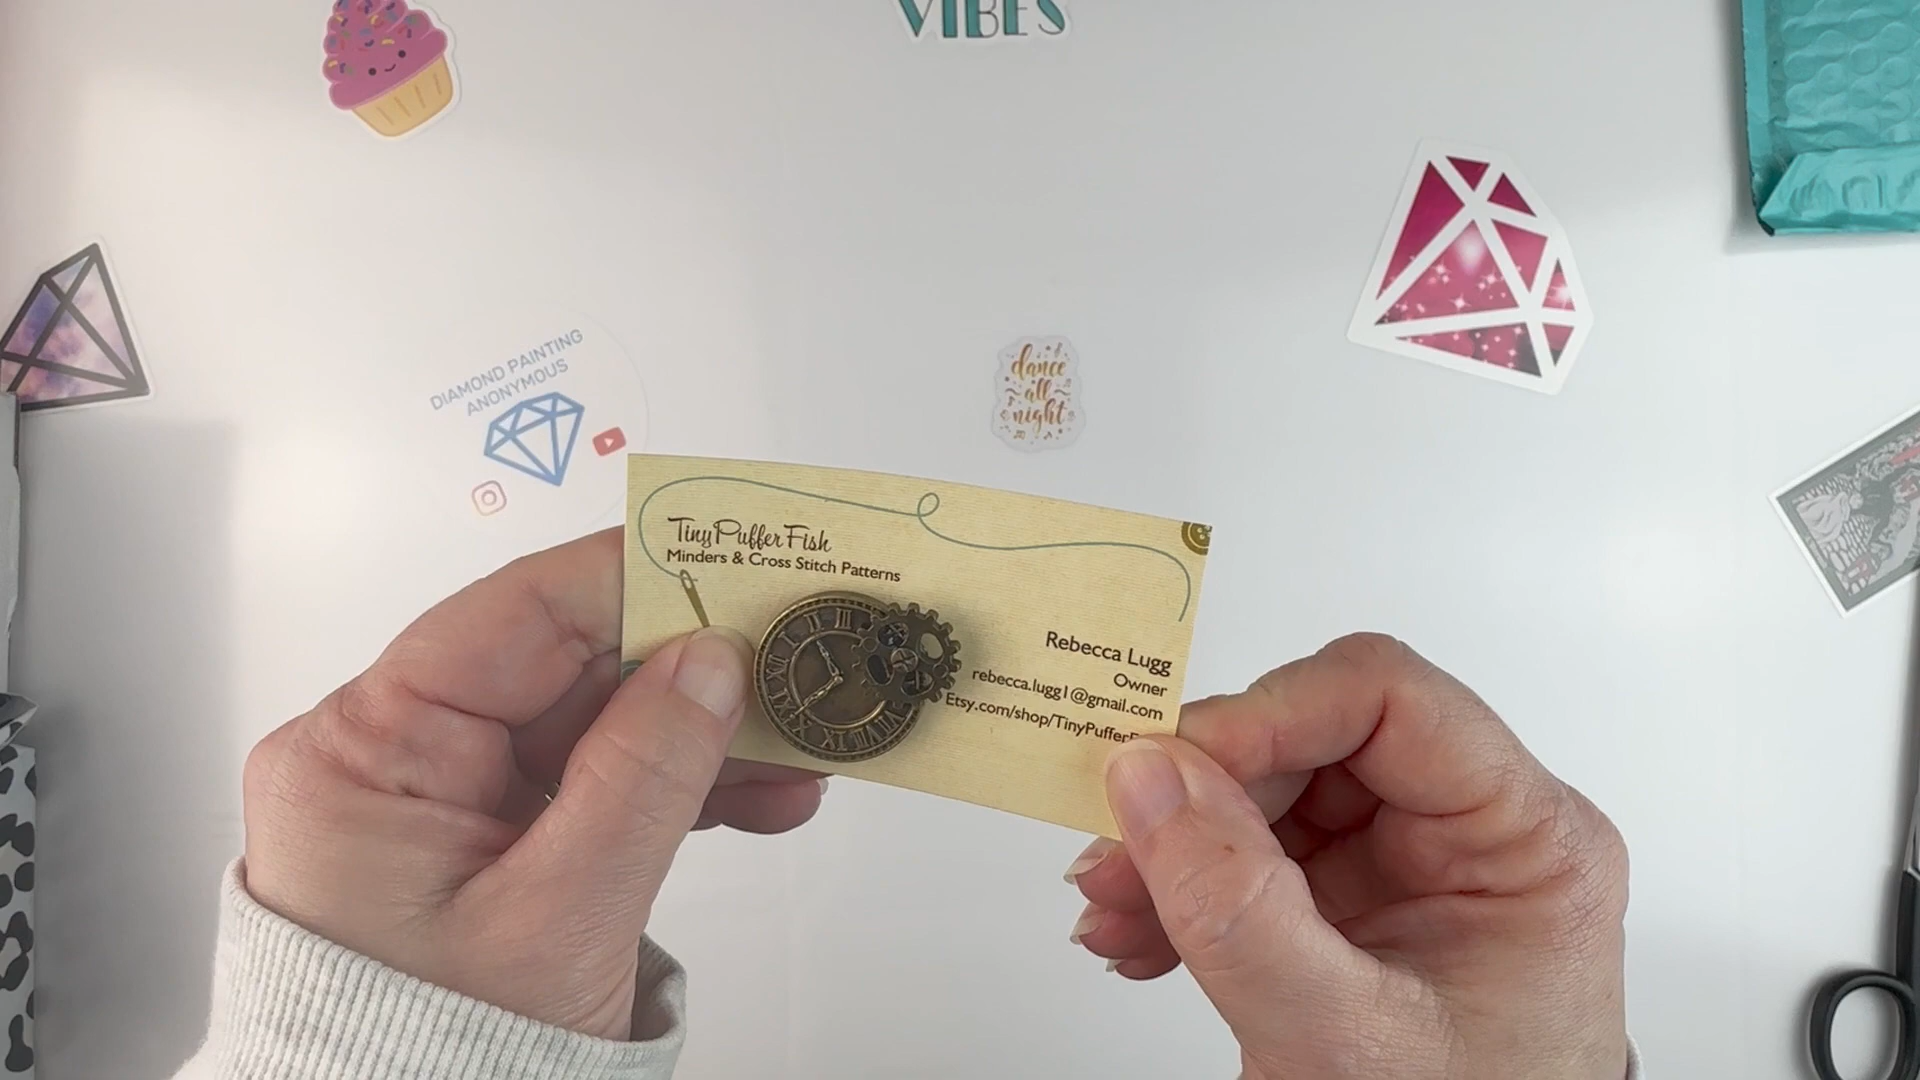 VIBES
DIAMOND PAINTING
ANONYMOUS
dance
all
night
TinyPufferFish
Minders & Cross Stitch Patterns
Rebecca Lugg
Owner
rebecca.lugg1@gmail.com
Etsy.com/shop/TinyPuffer